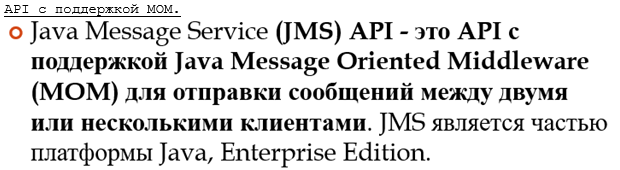 API с поддержкой MOM.
Java Message Service (JMS) API - это API с
поддержкой Java Message Oriented Middleware
(MOM) для отправки сообщений между двумя
или несколькими клиентами. JMS является частью
платформы Java, Enterprise Edition.